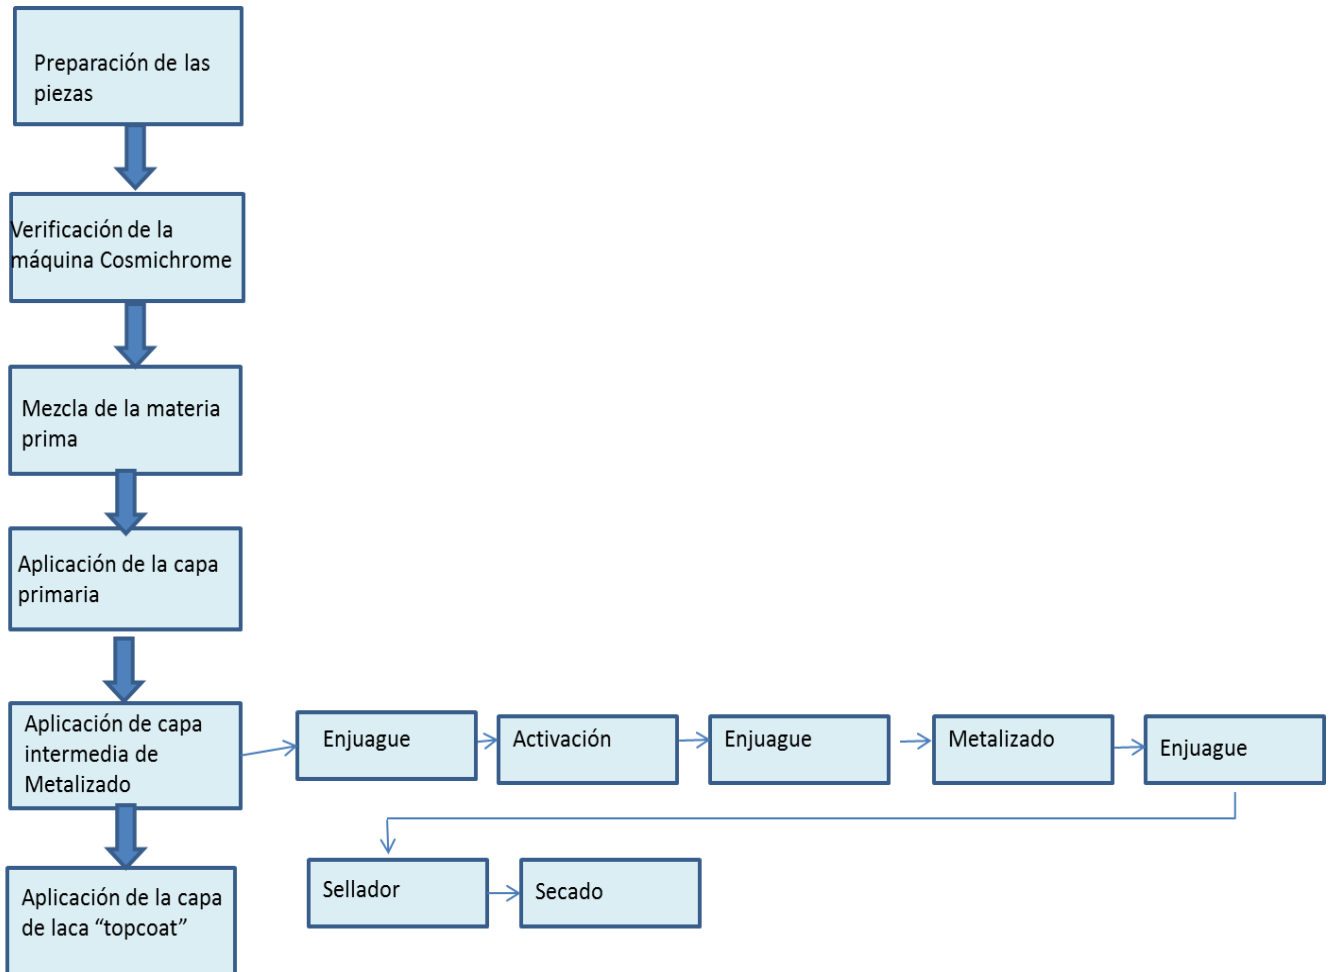 Preparación de las
piezas
Verificación de la
máquina Cosmichrome
Mezcla de la materia
prima
Aplicación de la capa
primaria
Aplicación de capa
intermedia de
Metalizado
Enjuague
Activación
Enjuague
Metalizado
Enjuague
Sellador
Secado
Aplicación de la capa
de laca “topcoat”